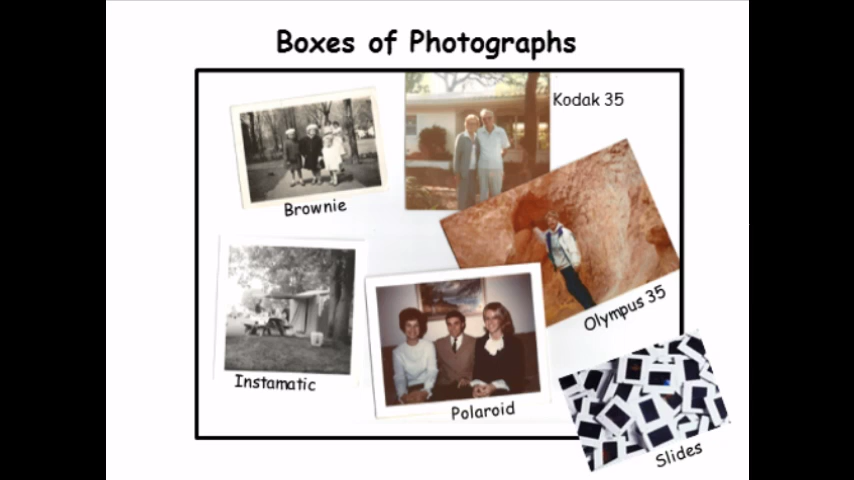 Boxes of Photographs
Kodak 35
Brownie
Olympus 35
Instamatic
Polaroid
Slides